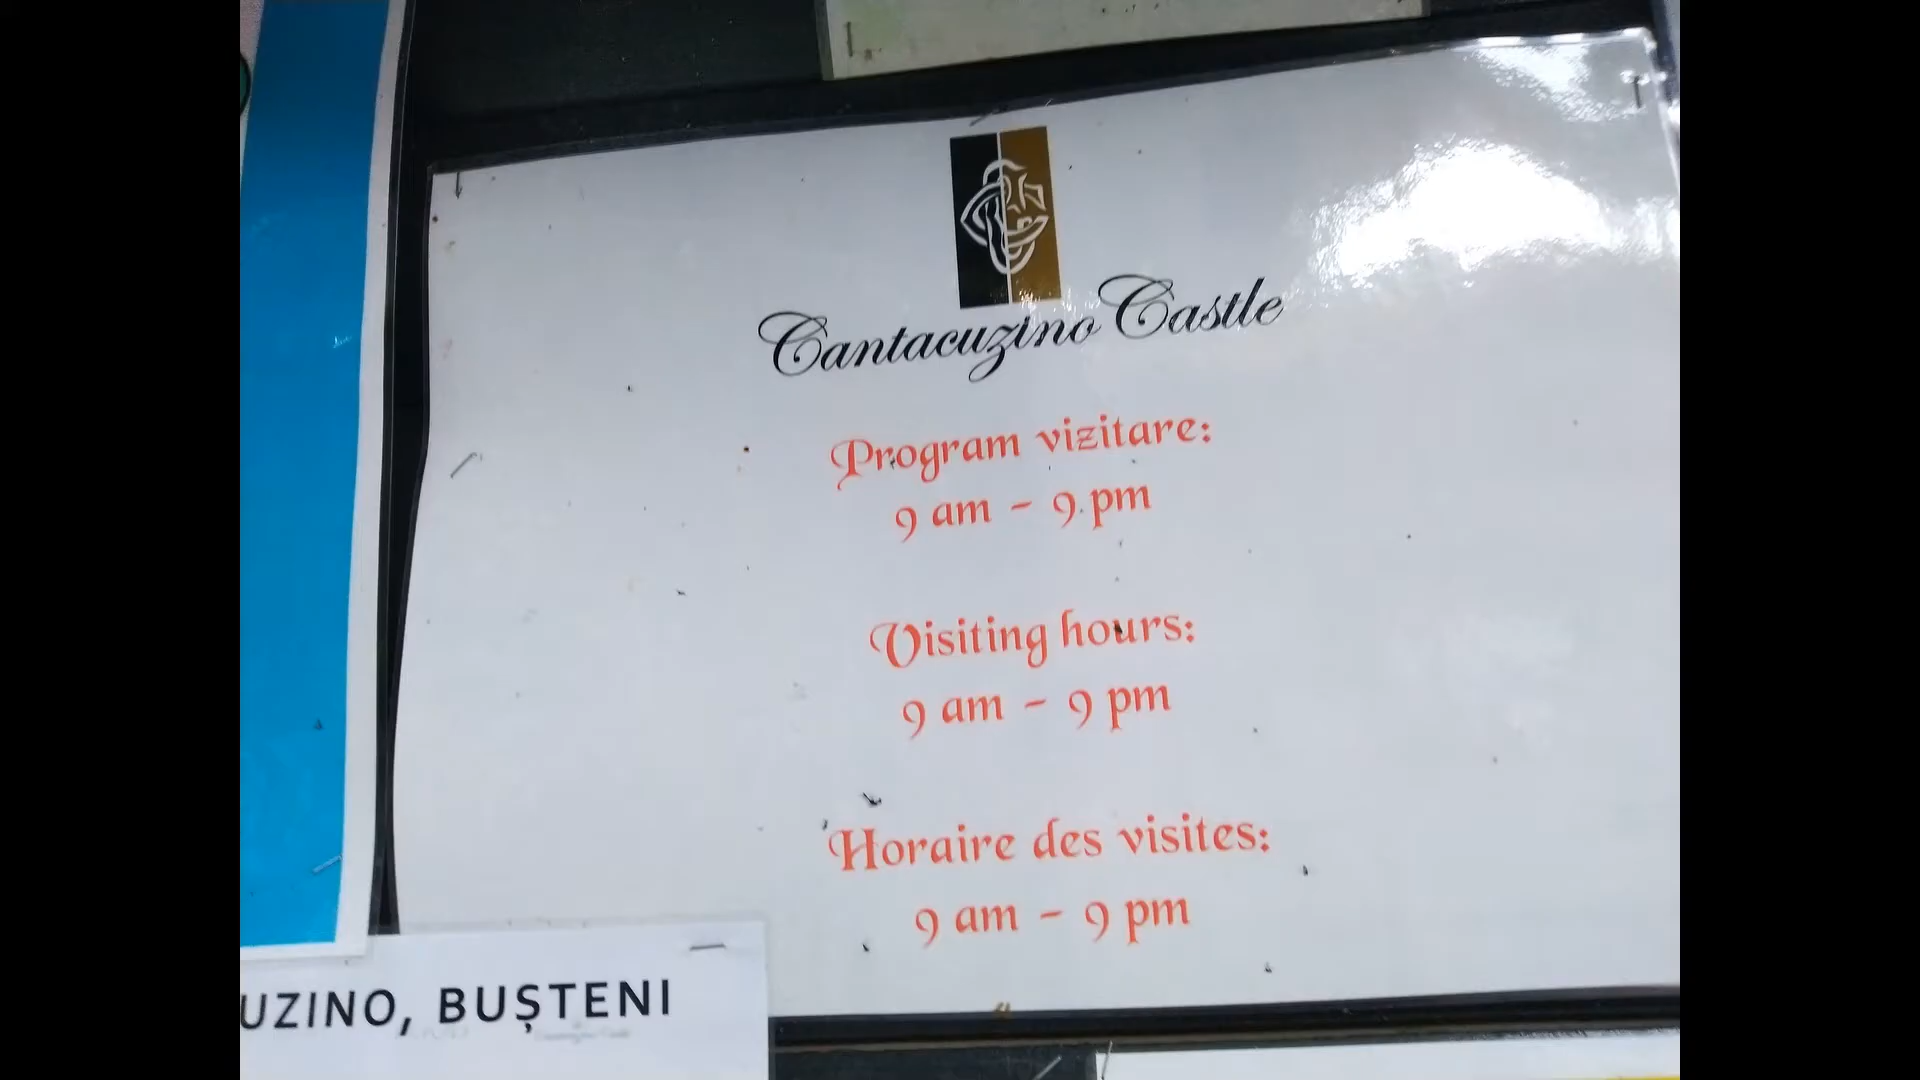 Cantacuzino Castle
Program vizitare:
9 am - 9 pm
Visiting hours:
9 am - 9 pm
Horaire des visites:
9 am - 9 pm
UZINO, BUȘTENI